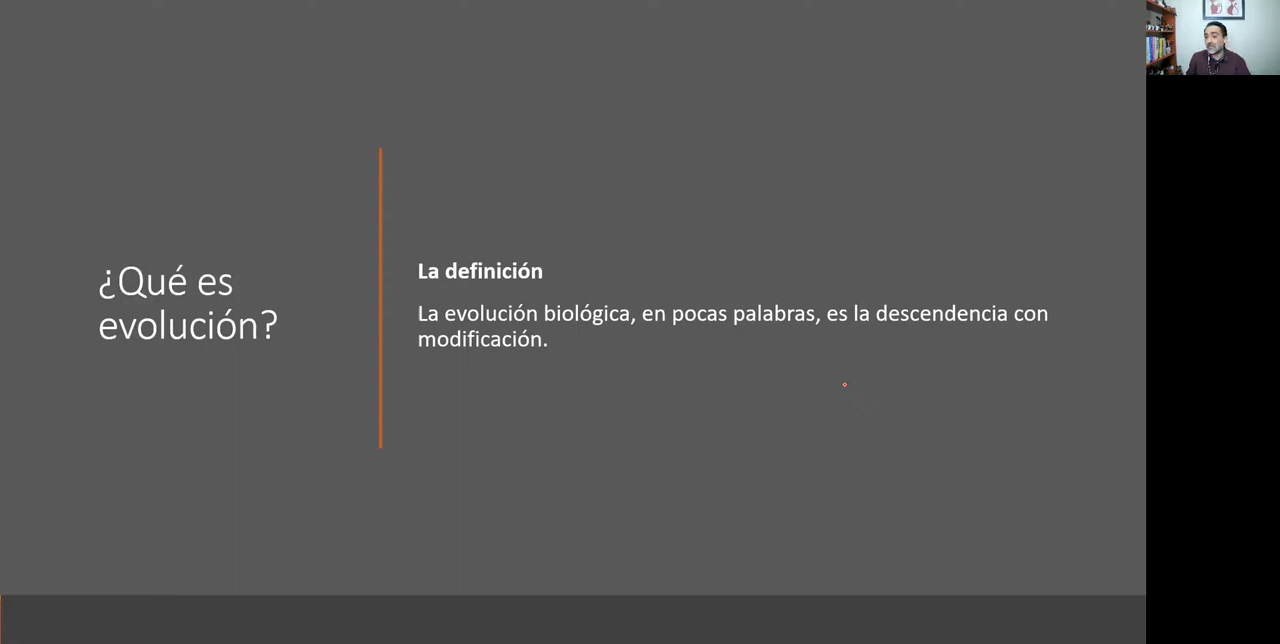 ¿Qué es
evolución?
La definición
La evolución biológica, en pocas palabras, es la descendencia con
modificación.